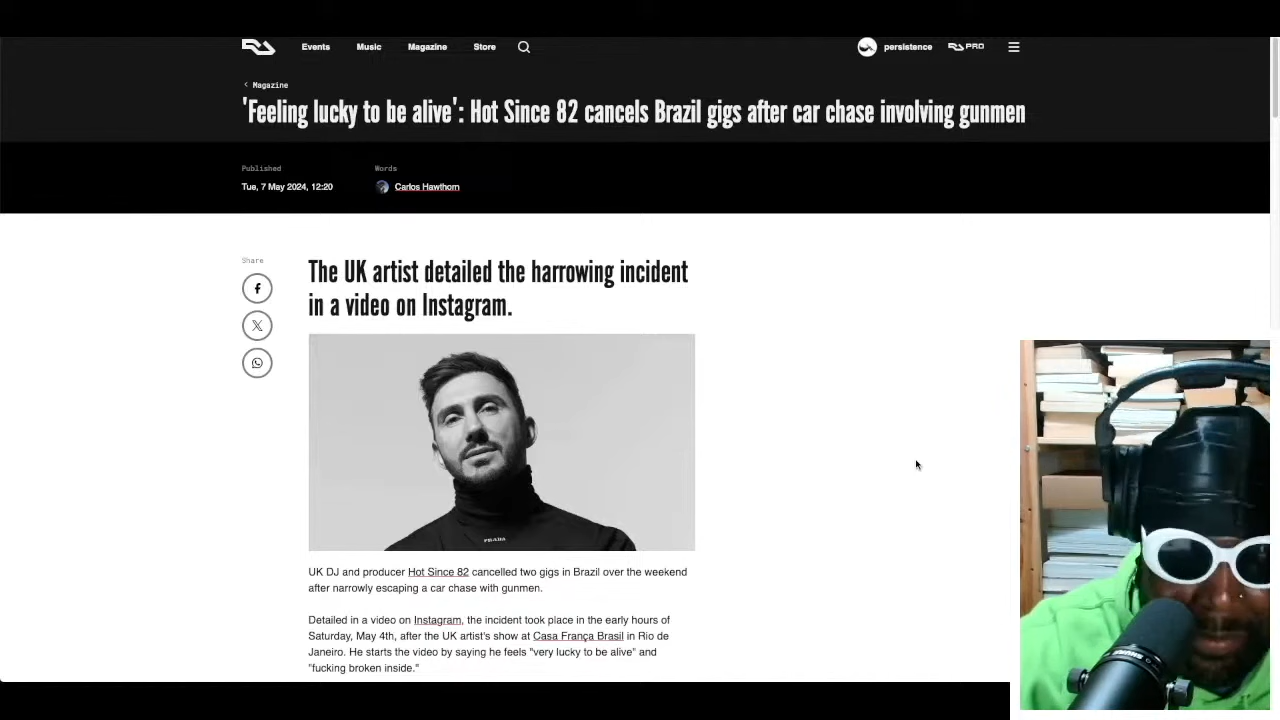 RA
Events Music Magazine Store
persistence RA PRO
Magazine
'Feeling lucky to be alive': Hot Since 82 cancels Brazil gigs after car chase involving gunmen
Published Words
Tue, 7 May 2024, 12:20 Carlos Hawthorn
Share
The UK artist detailed the harrowing incident
in a video on Instagram.
PRADA
UK DJ and producer Hot Since 82 cancelled two gigs in Brazil over the weekend
after narrowly escaping a car chase with gunmen.
Detailed in a video on Instagram, the incident took place in the early hours of
Saturday, May 4th, after the UK artist's show at Casa França Brasil in Rio de
Janeiro. He starts the video by saying he feels "very lucky to be alive" and
"fucking broken inside."
SHURE